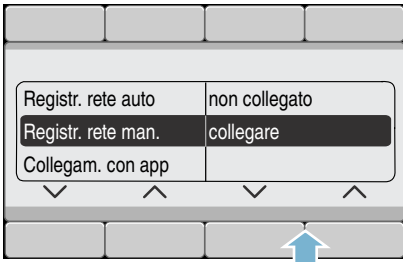 Registr. rete auto non collegato
Registr. rete man. collegare
Collegam. con app